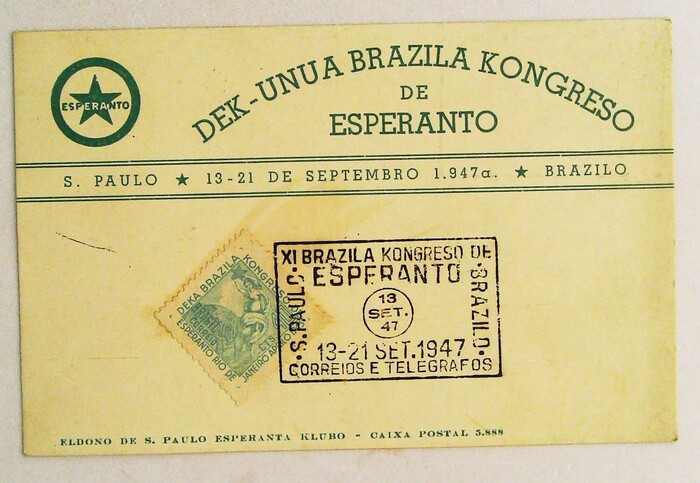 ESPERANTO
DEK-UNUA BRAZILA KONGRESO
DE
ESPERANTO
S. PAULO ★ 13-21 DE SEPTEMBRO 1.947a. ★ BRAZILO
DEKA BRAZILA KONGRESO
ESPERANTO RIO DE
JANEIRO
CTS.
XI BRAZILA KONGRESO DE
ESPERANTO
S. PAULO
BRAZILO
13
SET.
47
13-21 SET. 1947
CORREIOS E TELEGRAFOS
ELDONO DE S. PAULO ESPERANTA KLUBO - CAIXA POSTAL 5.888